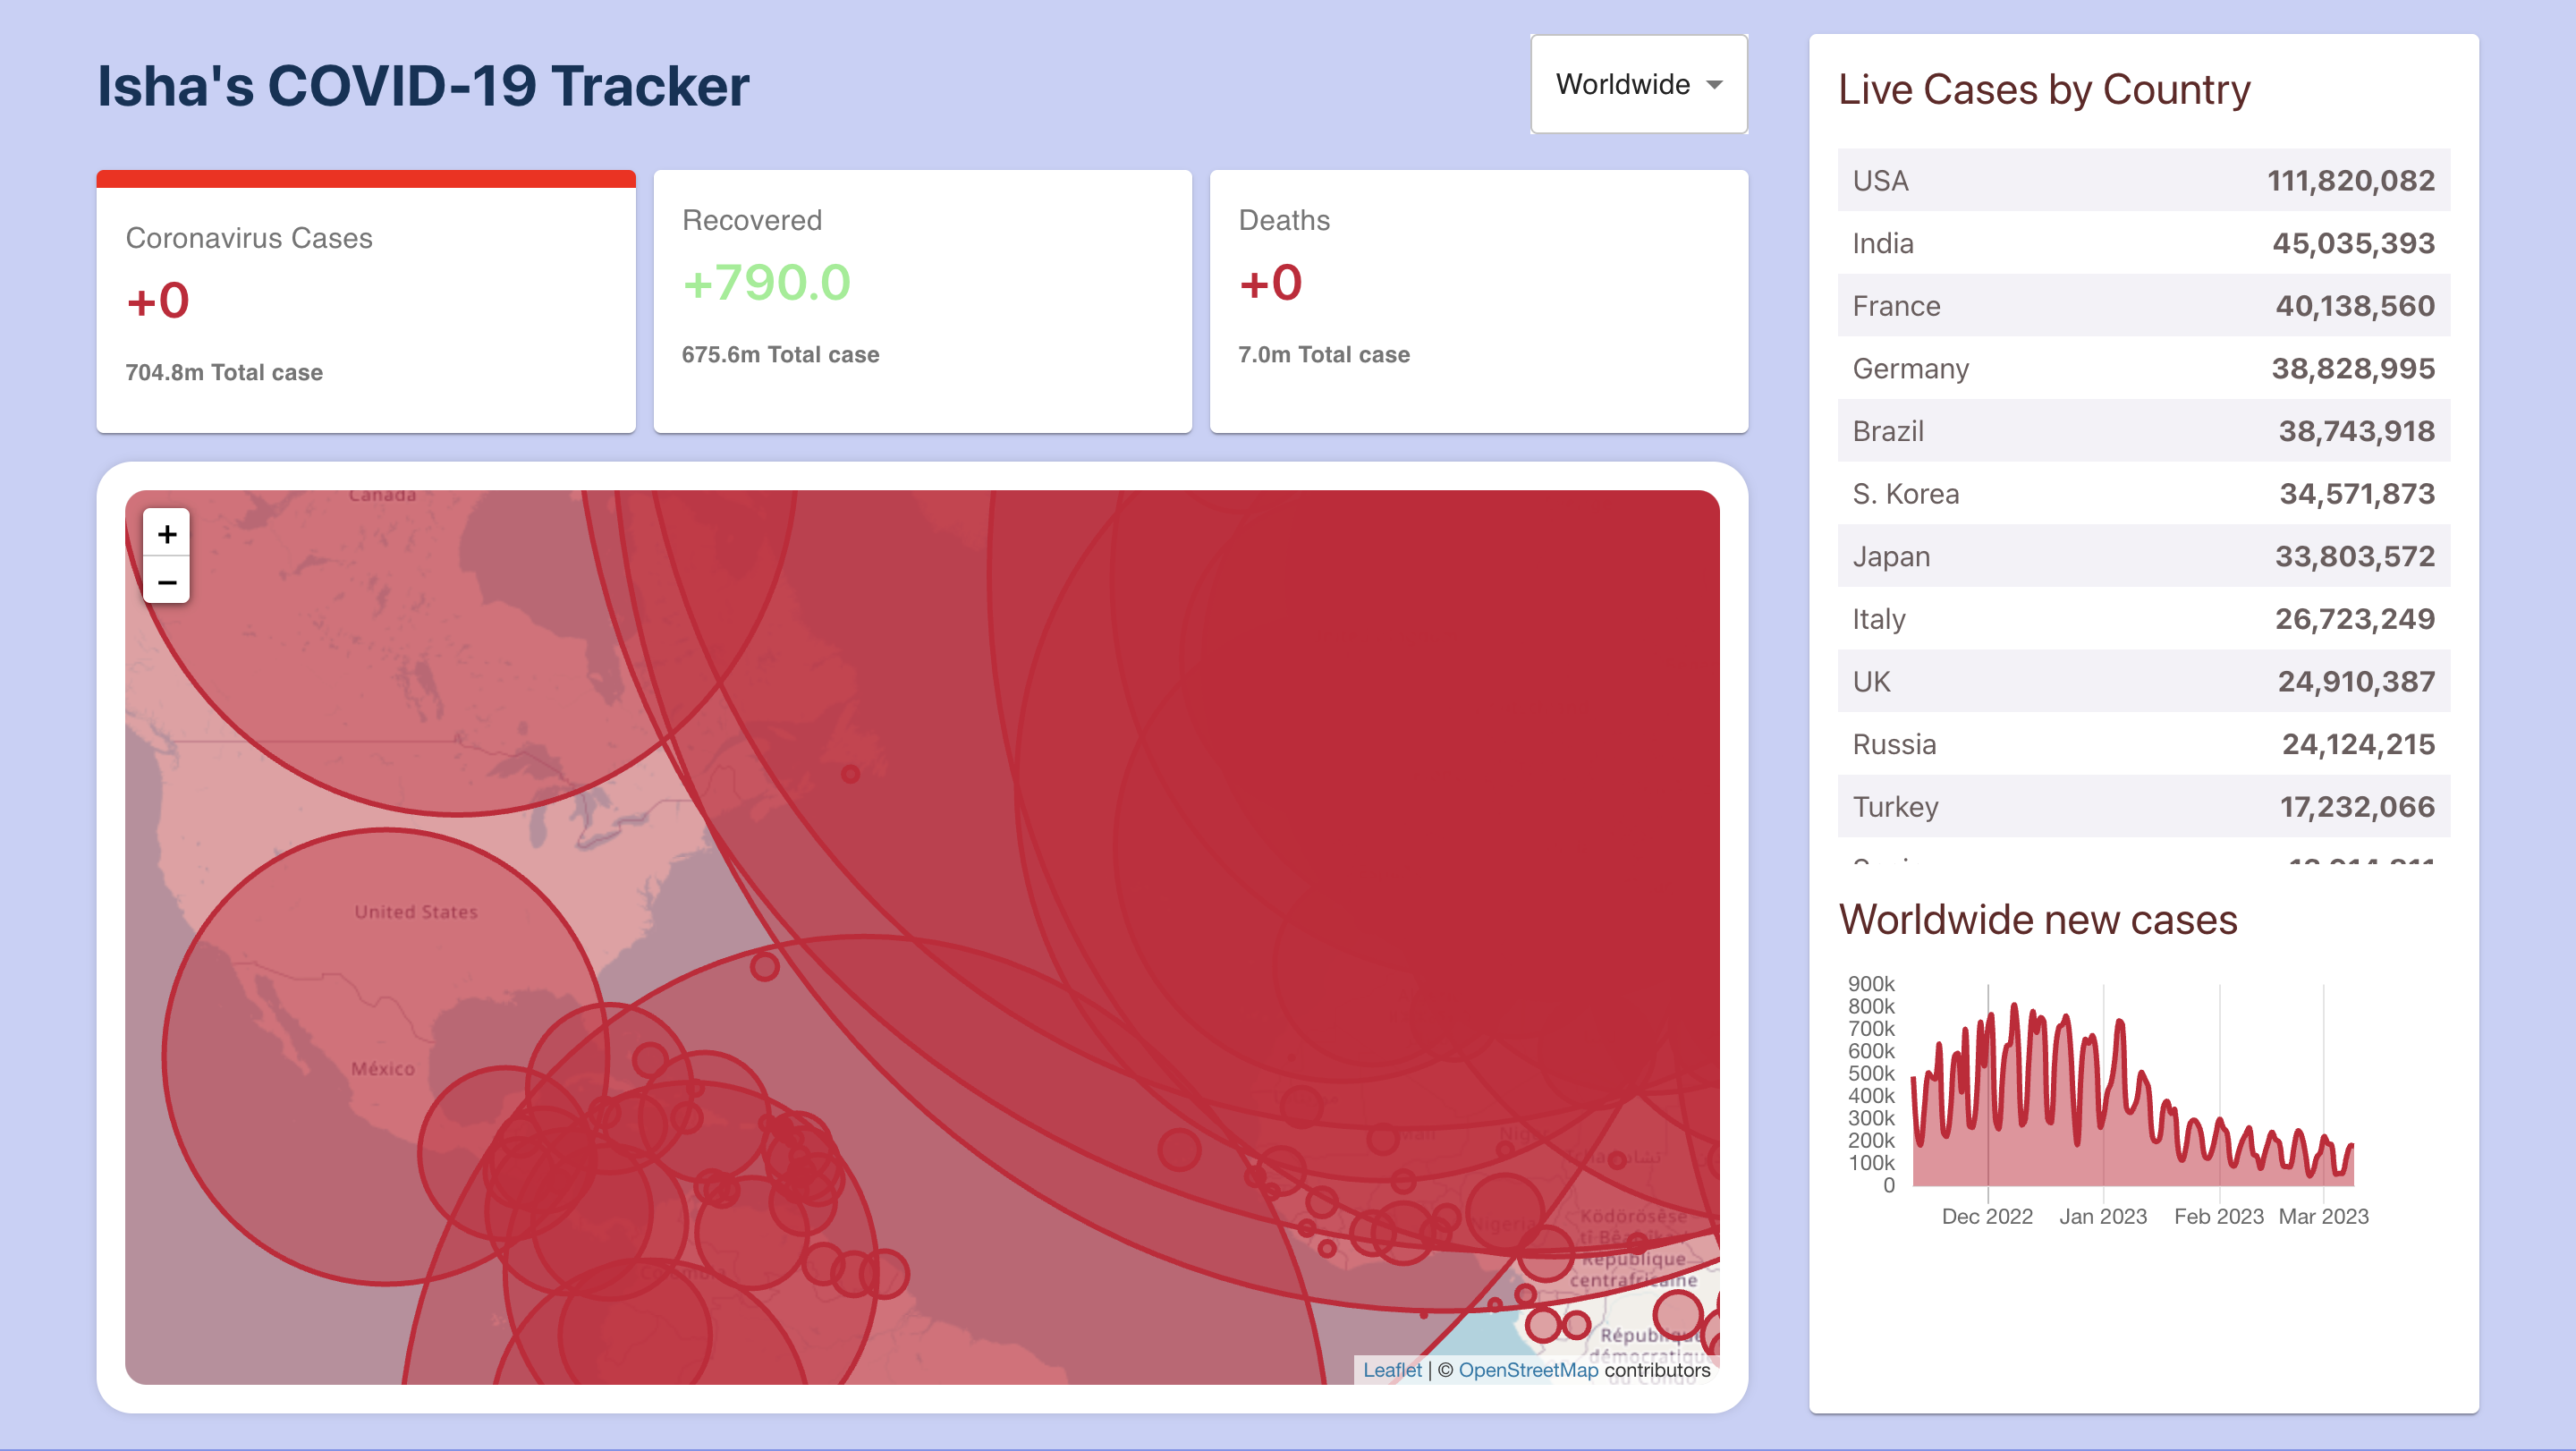 Isha's COVID-19 Tracker
Worldwide
Coronavirus Cases
+0
704.8m Total case
Recovered
+790.0
675.6m Total case
Deaths
+0
7.0m Total case
+
−
Canada
United States
México
Nigeria
Ködörösêse
tî Bêafrîka
République
centrafricaine
République
démocratique
du Congo
Leaflet | © OpenStreetMap contributors
Live Cases by Country
USA 111,820,082
India 45,035,393
France 40,138,560
Germany 38,828,995
Brazil 38,743,918
S. Korea 34,571,873
Japan 33,803,572
Italy 26,723,249
UK 24,910,387
Russia 24,124,215
Turkey 17,232,066
Worldwide new cases
900k
800k
700k
600k
500k
400k
300k
200k
100k
0
Dec 2022 Jan 2023 Feb 2023 Mar 2023